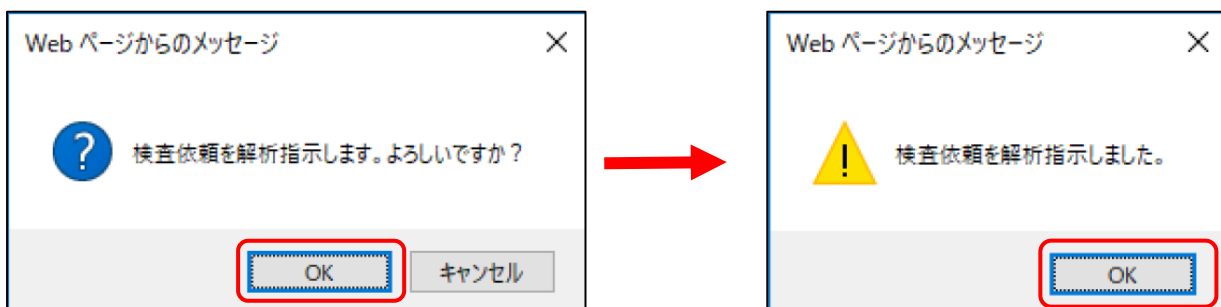 Web ページからのメッセージ
検査依頼を解析指示します。よろしいですか？
OK
キャンセル
Web ページからのメッセージ
検査依頼を解析指示しました。
OK